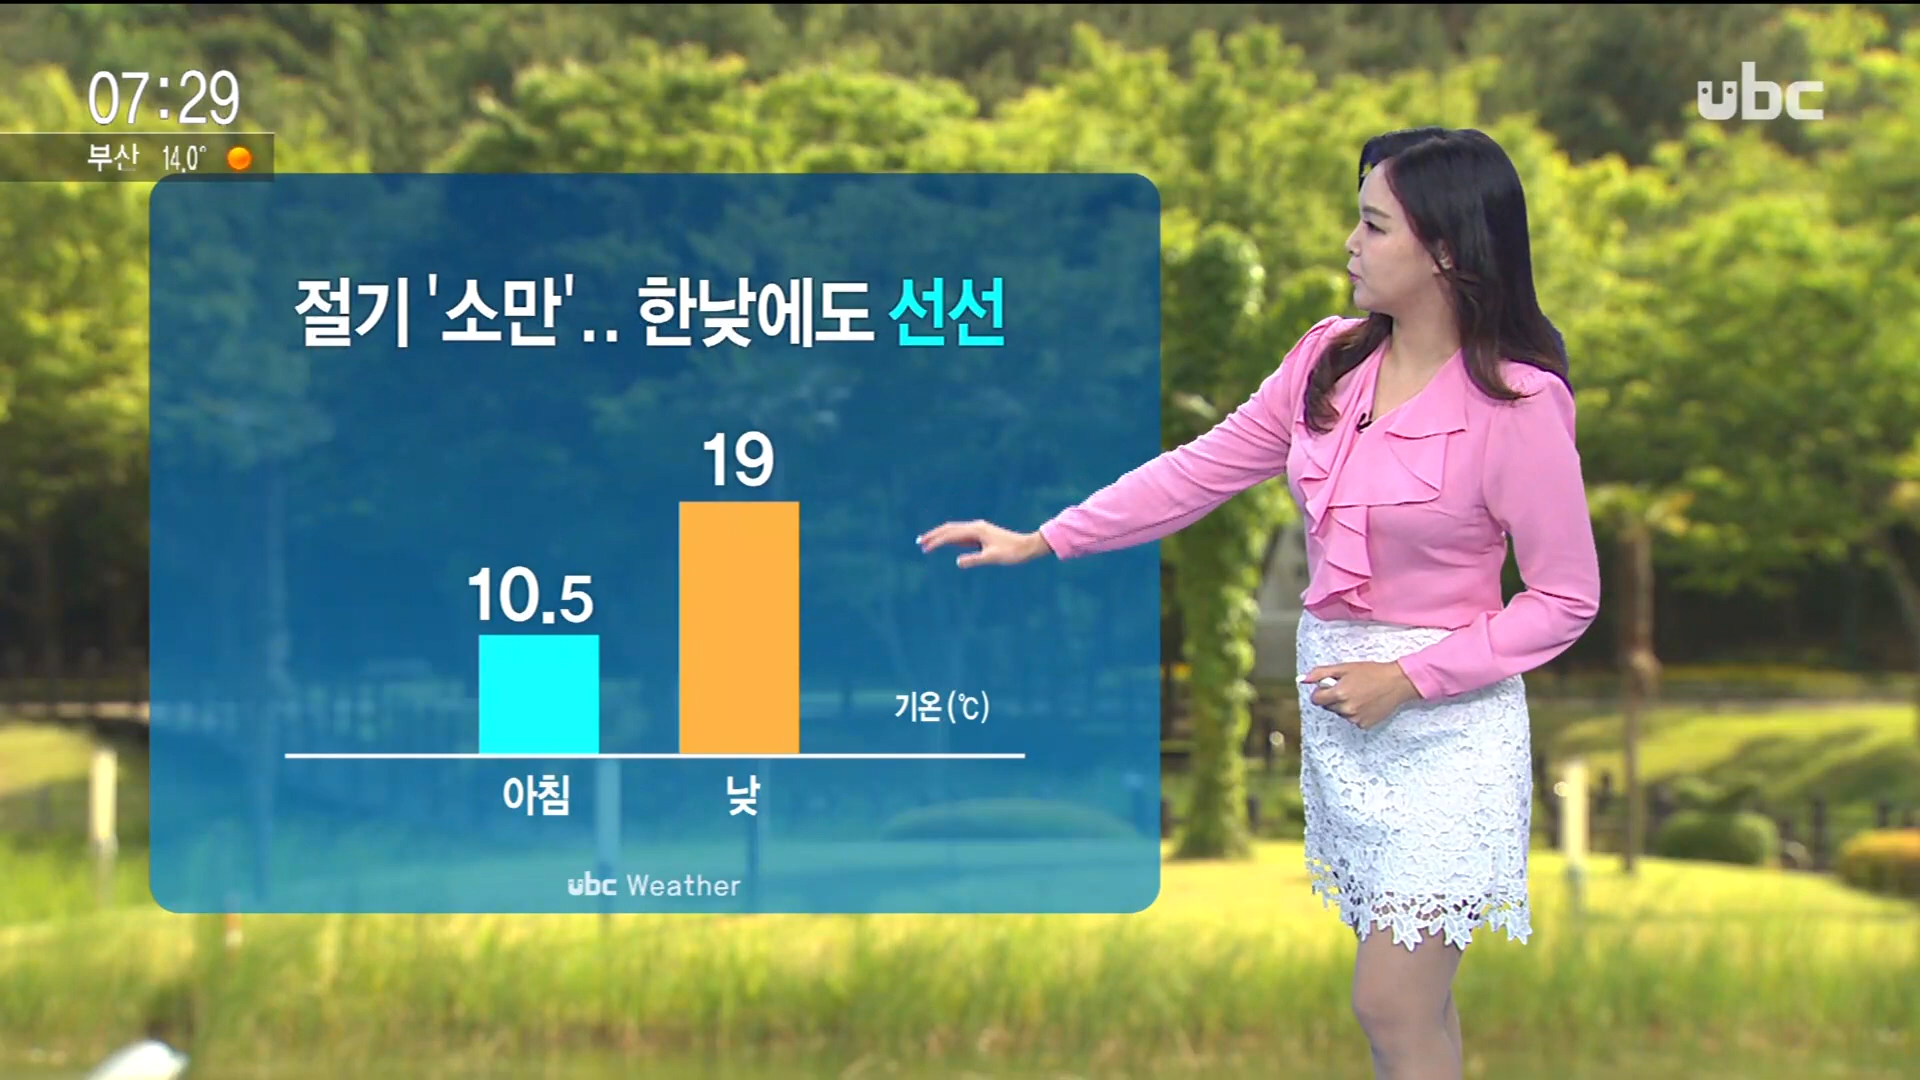 07:29
ubc
부산 14.0°
절기 '소만'.. 한낮에도 선선
19
10.5
기온(℃)
아침 낮
ubc Weather